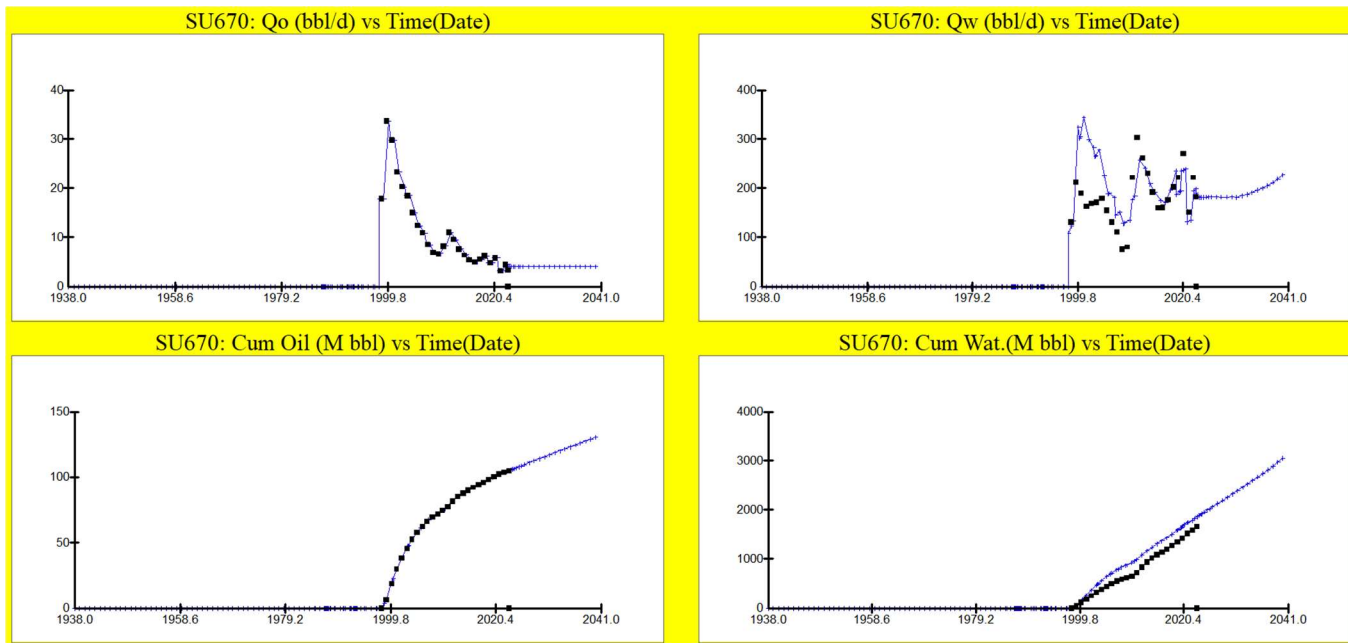 SU670: Qo (bbl/d) vs Time(Date)
40
30
20
10
0
1938.0 1958.6 1979.2 1999.8 2020.4 2041.0
SU670: Qw (bbl/d) vs Time(Date)
400
300
200
100
0
1938.0 1958.6 1979.2 1999.8 2020.4 2041.0
SU670: Cum Oil (M bbl) vs Time(Date)
150
100
50
0
1938.0 1958.6 1979.2 1999.8 2020.4 2041.0
SU670: Cum Wat.(M bbl) vs Time(Date)
4000
3000
2000
1000
0
1938.0 1958.6 1979.2 1999.8 2020.4 2041.0